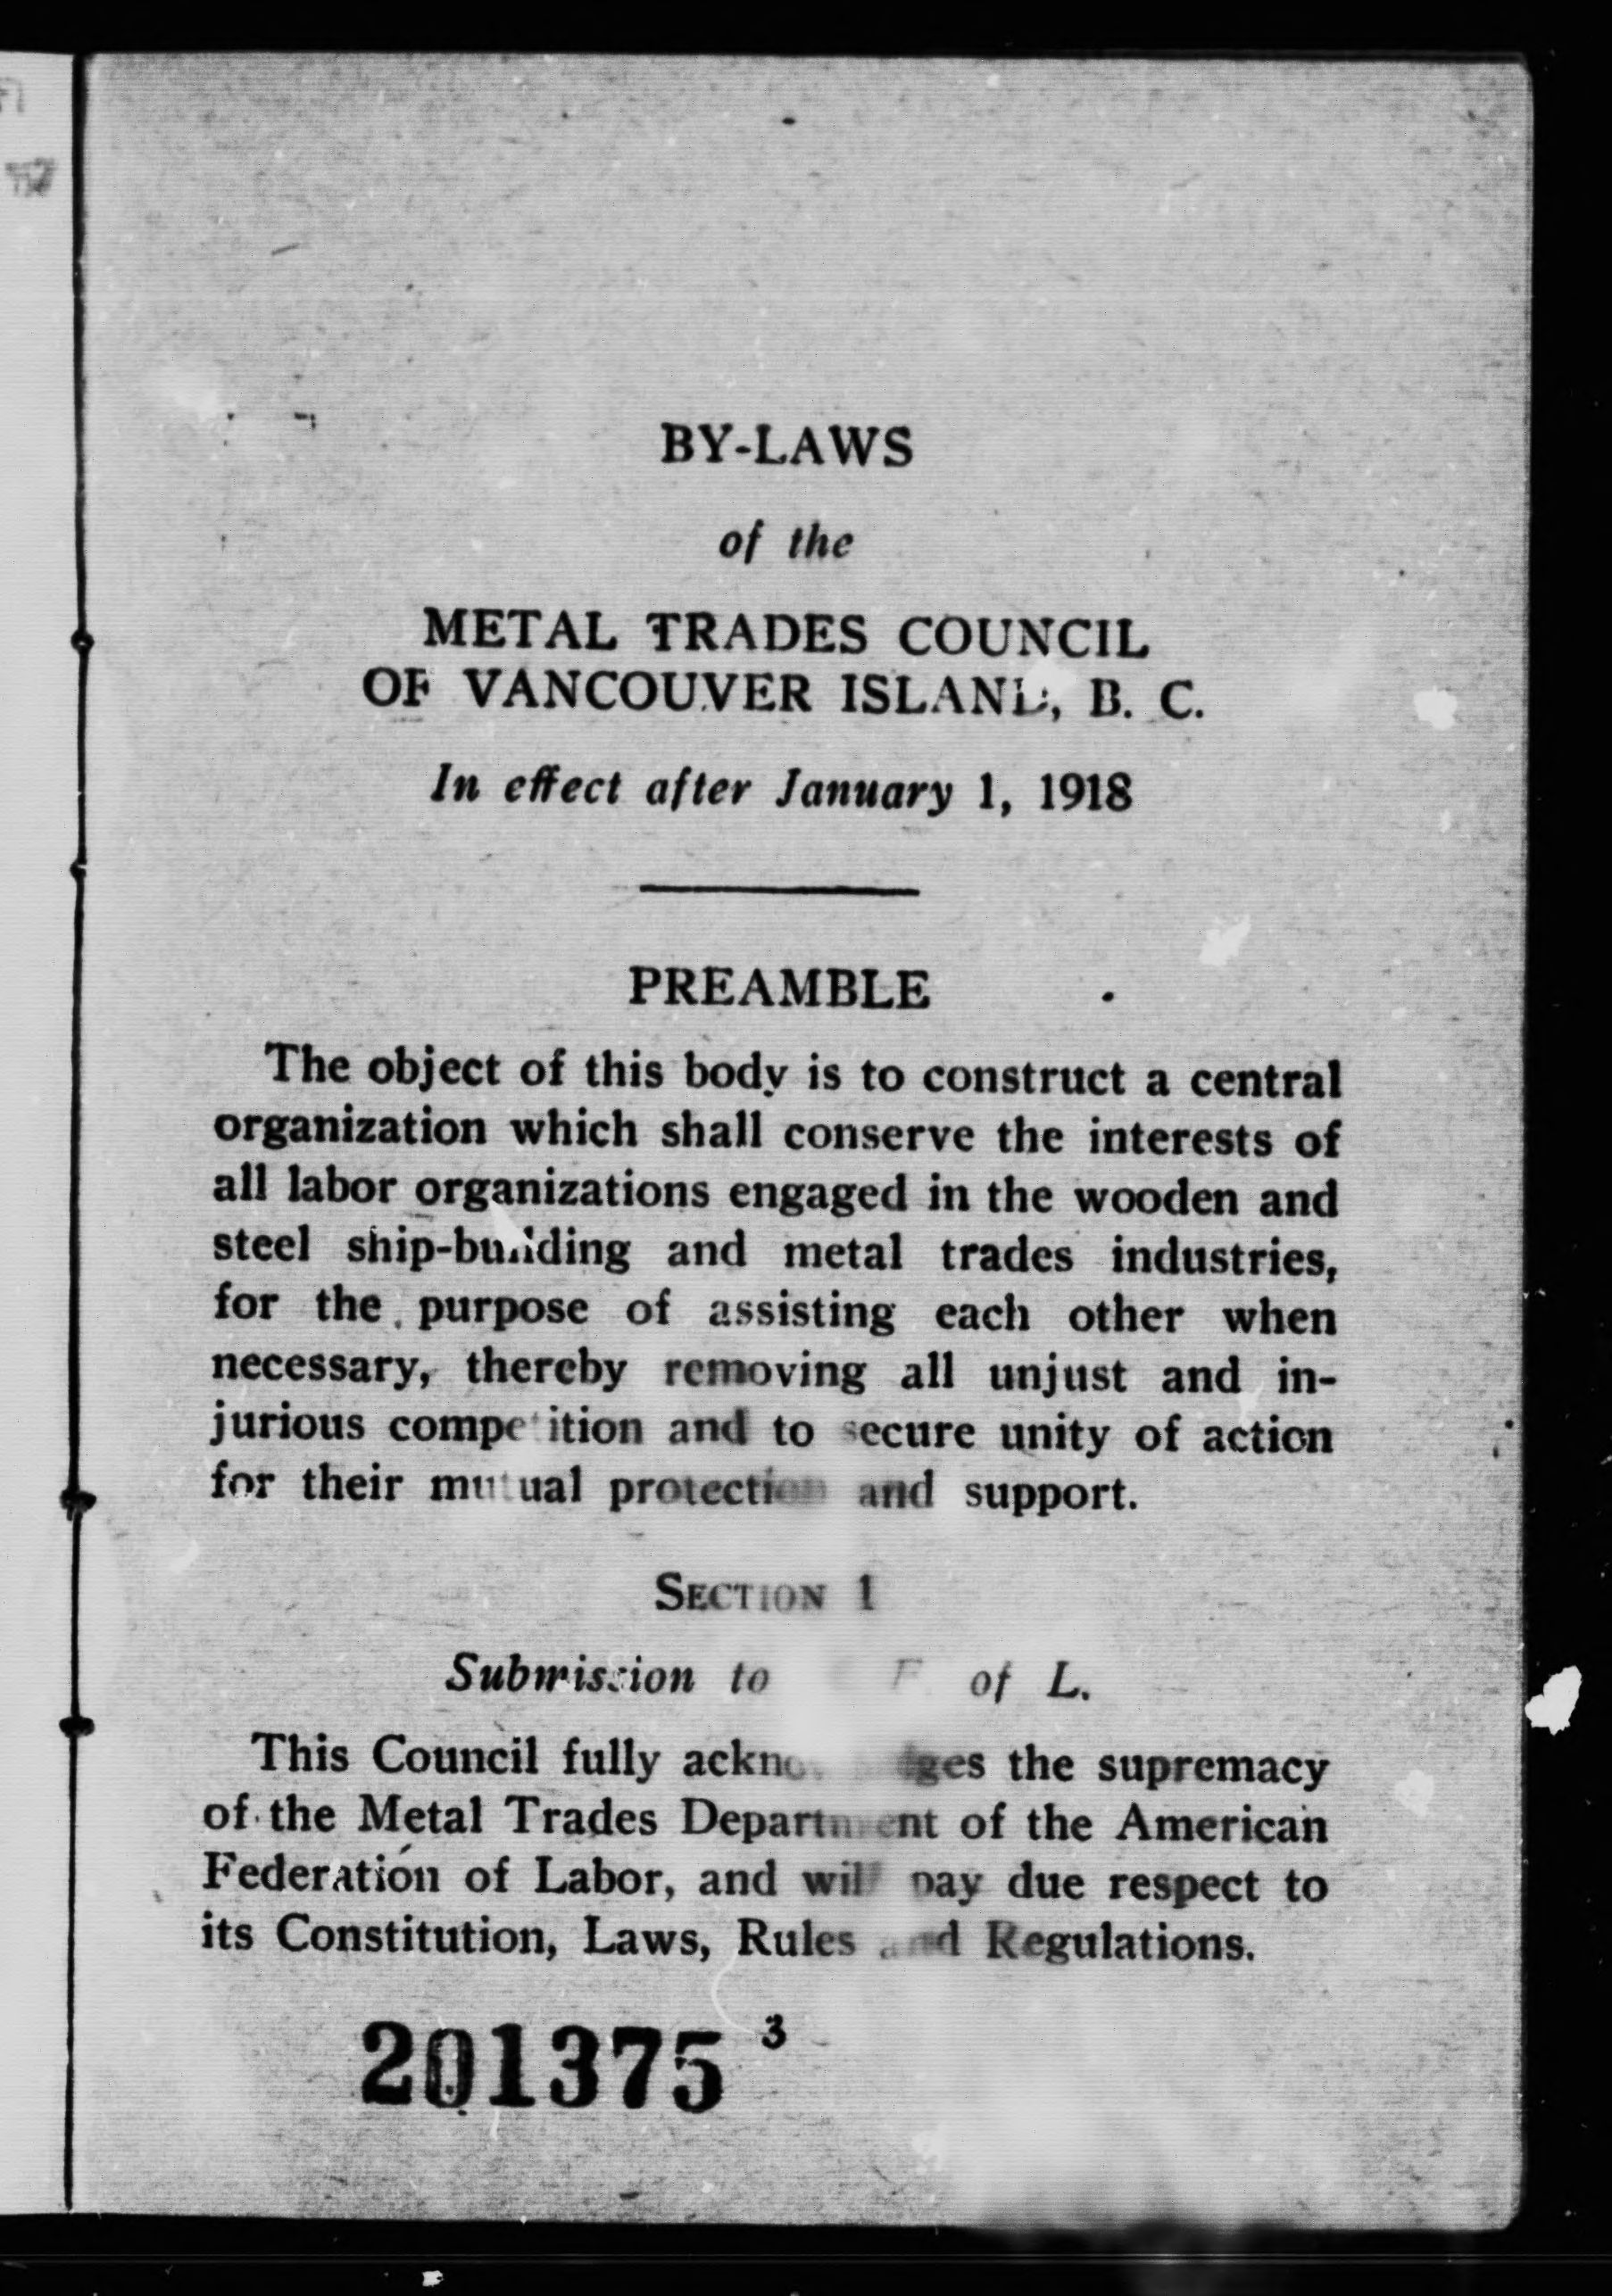 BY-LAWS
of the
METAL TRADES COUNCIL
OF VANCOUVER ISLAND, B. C.
In effect after January 1, 1918
PREAMBLE
The object of this body is to construct a central
organization which shall conserve the interests of
all labor organizations engaged in the wooden and
steel ship-building and metal trades industries,
for the purpose of assisting each other when
necessary, thereby removing all unjust and in-
jurious competition and to secure unity of action
for their mutual protection and support.
SECTION 1
Submission to F. of L.
This Council fully acknowledges the supremacy
of the Metal Trades Department of the American
Federation of Labor, and will pay due respect to
its Constitution, Laws, Rules and Regulations.
201375 3